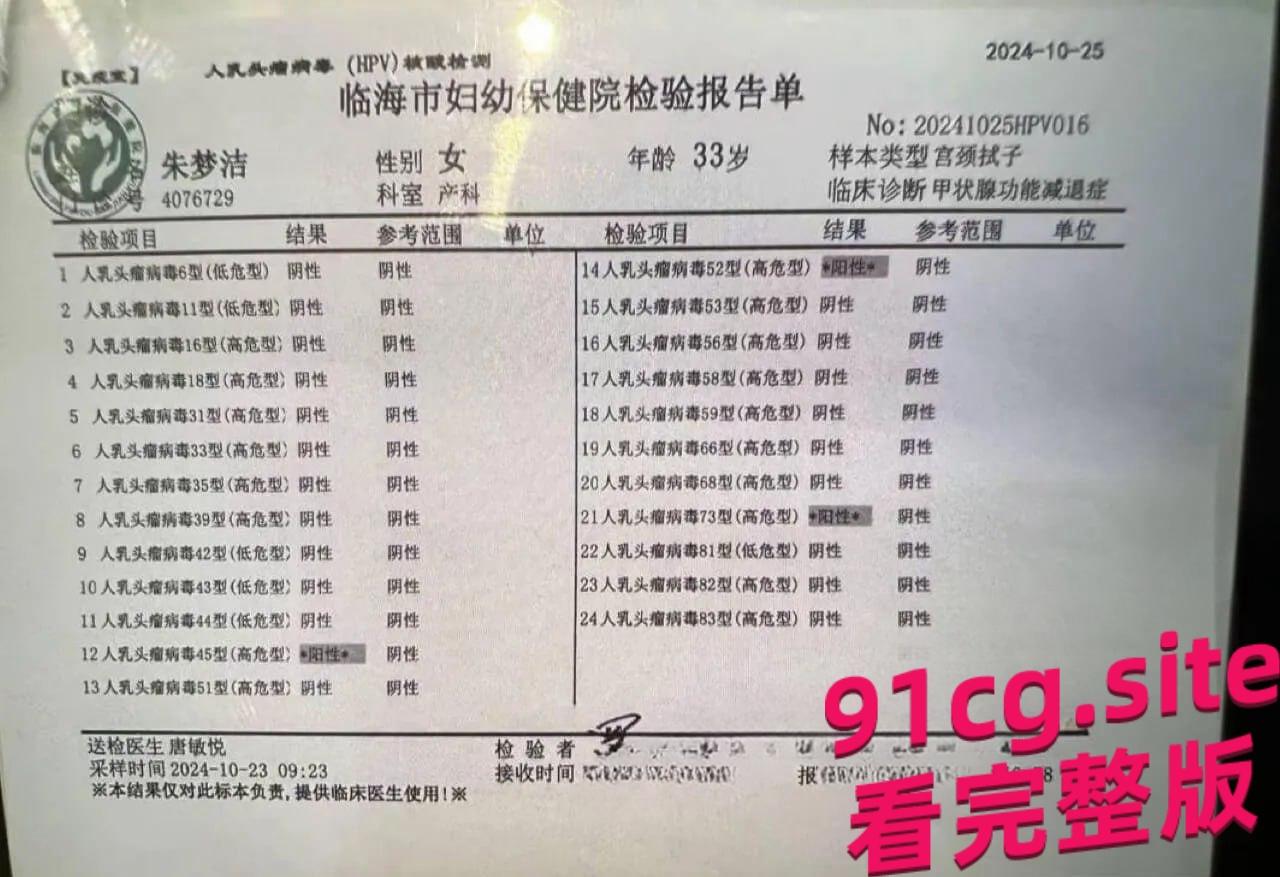 人乳头瘤病毒 (HPV)核酸检测
2024-10-25
临海市妇幼保健院检验报告单
No: 20241025HPV016
朱梦洁 性别 女 年龄 33岁 样本类型 宫颈拭子
号 4076729 科室 产科 临床诊断 甲状腺功能减退症
检验项目 结果 参考范围 单位 检验项目 结果 参考范围 单位
1 人乳头瘤病毒6型(低危型) 阴性 阴性
2 人乳头瘤病毒11型(低危型) 阴性 阴性
3 人乳头瘤病毒16型(高危型) 阴性 阴性
4 人乳头瘤病毒18型(高危型) 阴性 阴性
5 人乳头瘤病毒31型(高危型) 阴性 阴性
6 人乳头瘤病毒33型(高危型) 阴性 阴性
7 人乳头瘤病毒35型(高危型) 阴性 阴性
8 人乳头瘤病毒39型(高危型) 阴性 阴性
9 人乳头瘤病毒42型(低危型) 阴性 阴性
10 人乳头瘤病毒43型(低危型) 阴性 阴性
11 人乳头瘤病毒44型(低危型) 阴性 阴性
12 人乳头瘤病毒45型(高危型) *阳性* 阴性
13 人乳头瘤病毒51型(高危型) 阴性 阴性
14 人乳头瘤病毒52型(高危型) *阳性* 阴性
15 人乳头瘤病毒53型(高危型) 阴性 阴性
16 人乳头瘤病毒56型(高危型) 阴性 阴性
17 人乳头瘤病毒58型(高危型) 阴性 阴性
18 人乳头瘤病毒59型(高危型) 阴性 阴性
19 人乳头瘤病毒66型(高危型) 阴性 阴性
20 人乳头瘤病毒68型(高危型) 阴性 阴性
21 人乳头瘤病毒73型(高危型) *阳性* 阴性
22 人乳头瘤病毒81型(低危型) 阴性 阴性
23 人乳头瘤病毒82型(高危型) 阴性 阴性
24 人乳头瘤病毒83型(高危型) 阴性 阴性
送检医生 唐敏悦 检验者
采样时间 2024-10-23 09:23 接收时间 报
※本结果仅对此标本负责,提供临床医生使用!※
91cg.site
看完整版